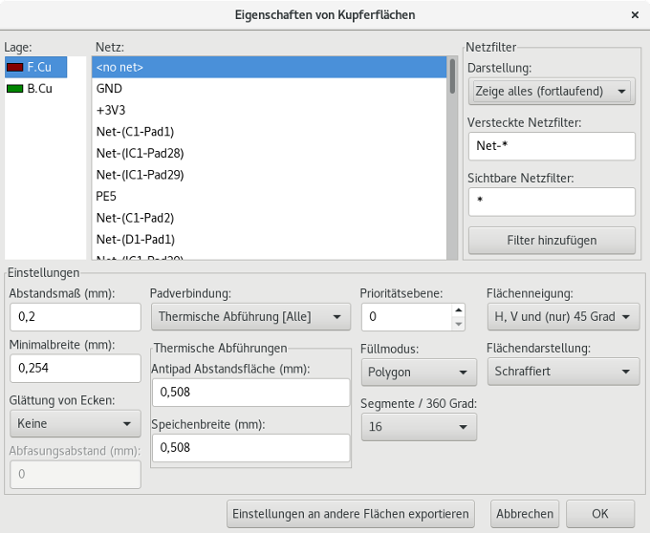 Eigenschaften von Kupferflächen
Lage:
F.Cu
B.Cu
Netz:
<no net>
GND
+3V3
Net-(C1-Pad1)
Net-(IC1-Pad28)
Net-(IC1-Pad29)
PE5
Net-(C1-Pad2)
Net-(D1-Pad1)
Netzfilter
Darstellung:
Zeige alles (fortlaufend)
Versteckte Netzfilter:
Net-*
Sichtbare Netzfilter:
*
Filter hinzufügen
Einstellungen
Abstandsmaß (mm):
0,2
Minimalbreite (mm):
0,254
Glättung von Ecken:
Keine
Abfasungsabstand (mm):
0
Padverbindung:
Thermische Abführung [Alle]
Thermische Abführungen
Antipad Abstandsfläche (mm):
0,508
Speichenbreite (mm):
0,508
Prioritätsebene:
0
Füllmodus:
Polygon
Segmente / 360 Grad:
16
Flächenneigung:
H, V und (nur) 45 Grad
Flächendarstellung:
Schraffiert
Einstellungen an andere Flächen exportieren
Abbrechen
OK